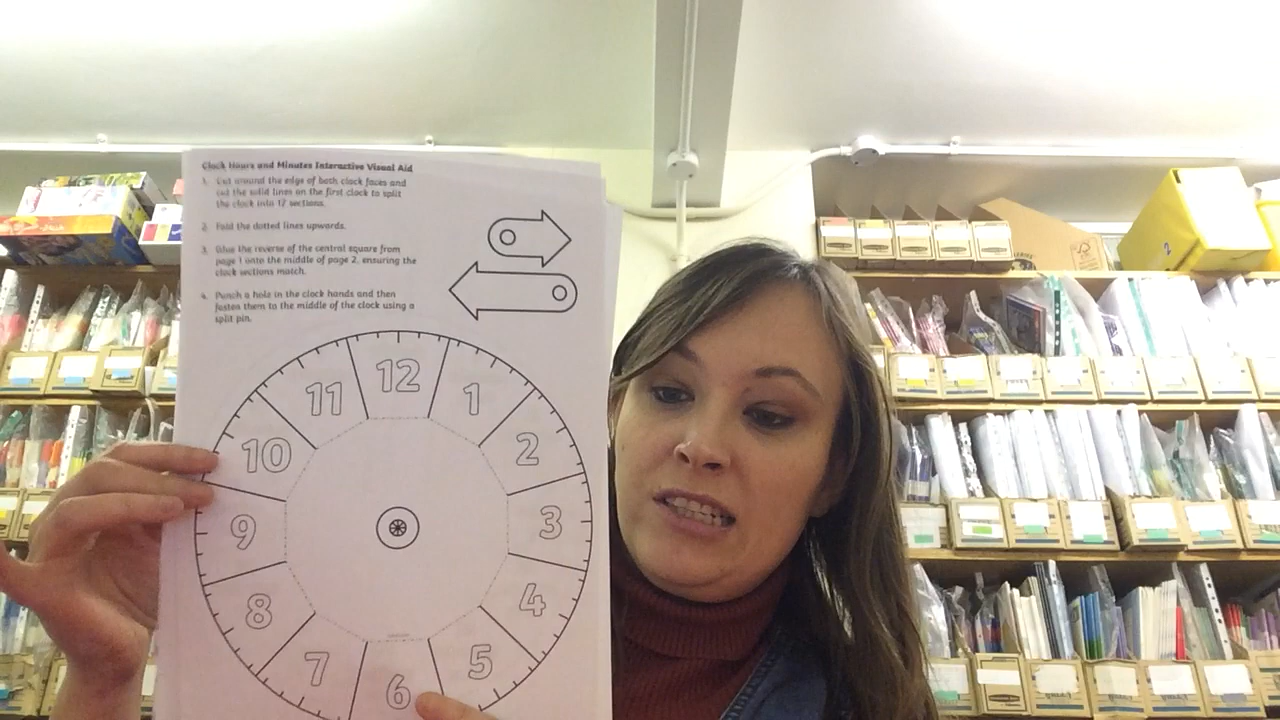 Clock Hours and Minutes Interactive Visual Aid
1. Cut around the edge of both clock faces and
cut the solid lines on the first clock to split
the clock into 12 sections.
2. Fold the dotted lines upwards.
3. Glue the reverse of the central square from
page 1 onto the middle of page 2, ensuring the
clock sections match.
4. Punch a hole in the clock hands and then
fasten them to the middle of the clock using a
split pin.
12
11
1
10
2
9
3
8
4
7
5
6
2
FSC